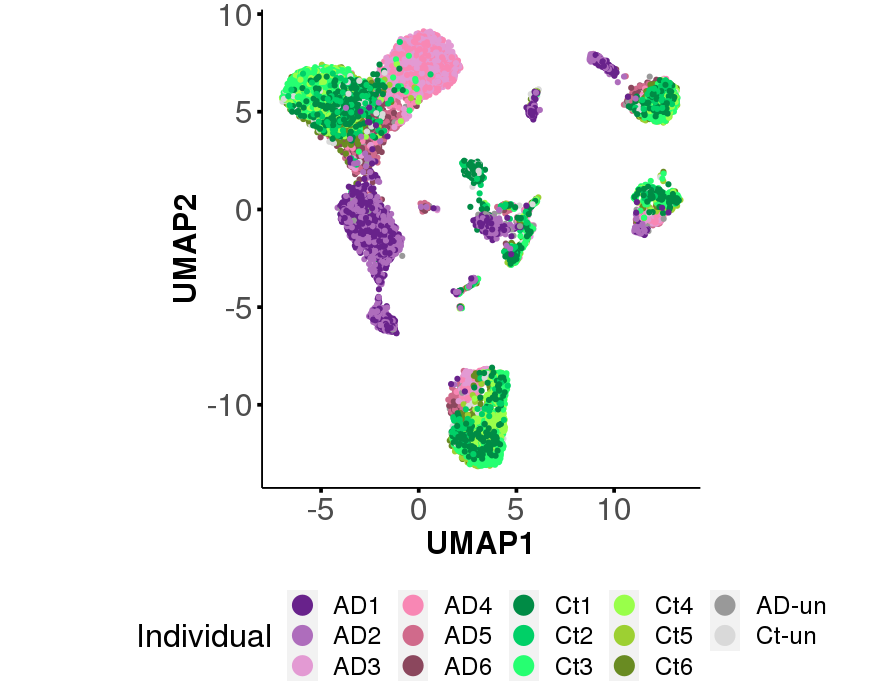 10
5
0
-5
-10
UMAP2
-5 0 5 10
UMAP1
Individual
AD1 AD4 Ct1 Ct4 AD-un
AD2 AD5 Ct2 Ct5 Ct-un
AD3 AD6 Ct3 Ct6